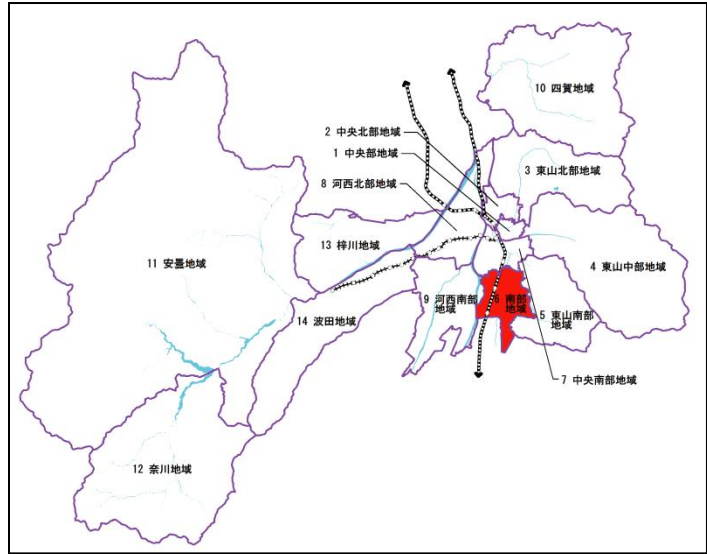 10 四賀地域
2 中央北部地域
1 中央部地域
3 東山北部地域
8 河西北部地域
13 梓川地域
11 安曇地域
4 東山中部地域
9 河西南部
地域
6 南部
地域
5 東山南部
地域
14 波田地域
7 中央南部地域
12 奈川地域